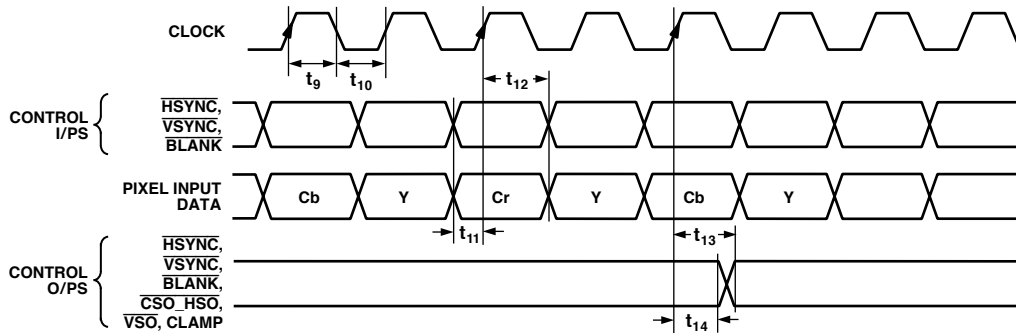 CLOCK
t9
t10
t12
CONTROL
I/PS
HSYNC,
VSYNC,
BLANK
PIXEL INPUT
DATA
Cb
Y
Cr
Y
Cb
Y
t11
t13
CONTROL
O/PS
HSYNC,
VSYNC,
BLANK,
CSO_HSO,
VSO, CLAMP
t14